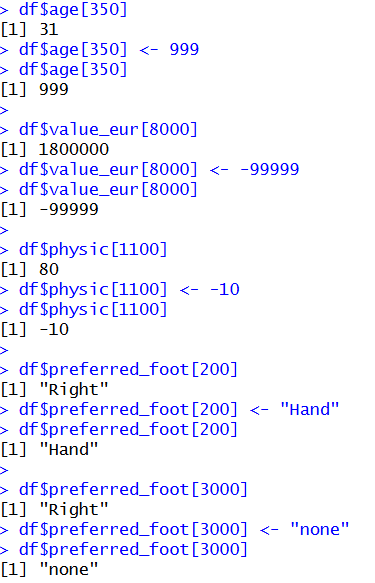 > df$age[350]
[1] 31
> df$age[350] <- 999
> df$age[350]
[1] 999
>
> df$value_eur[8000]
[1] 1800000
> df$value_eur[8000] <- -99999
> df$value_eur[8000]
[1] -99999
>
> df$physic[1100]
[1] 80
> df$physic[1100] <- -10
> df$physic[1100]
[1] -10
>
> df$preferred_foot[200]
[1] "Right"
> df$preferred_foot[200] <- "Hand"
> df$preferred_foot[200]
[1] "Hand"
>
> df$preferred_foot[3000]
[1] "Right"
> df$preferred_foot[3000] <- "none"
> df$preferred_foot[3000]
[1] "none"